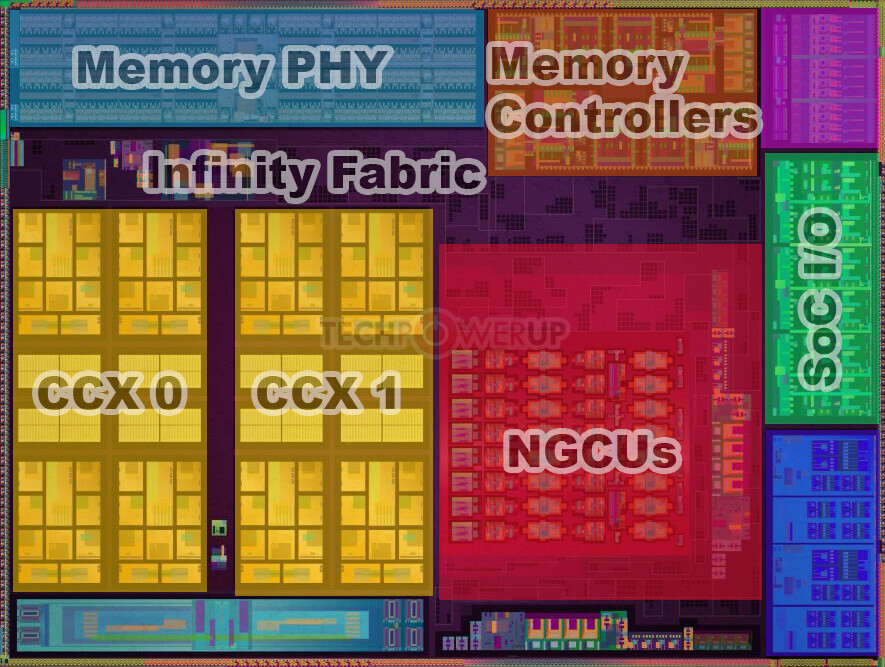 Memory PHY
Memory
Controllers
Infinity Fabric
SoC I/O
TECHPOWERUP
CCX 0
CCX 1
NGCUs